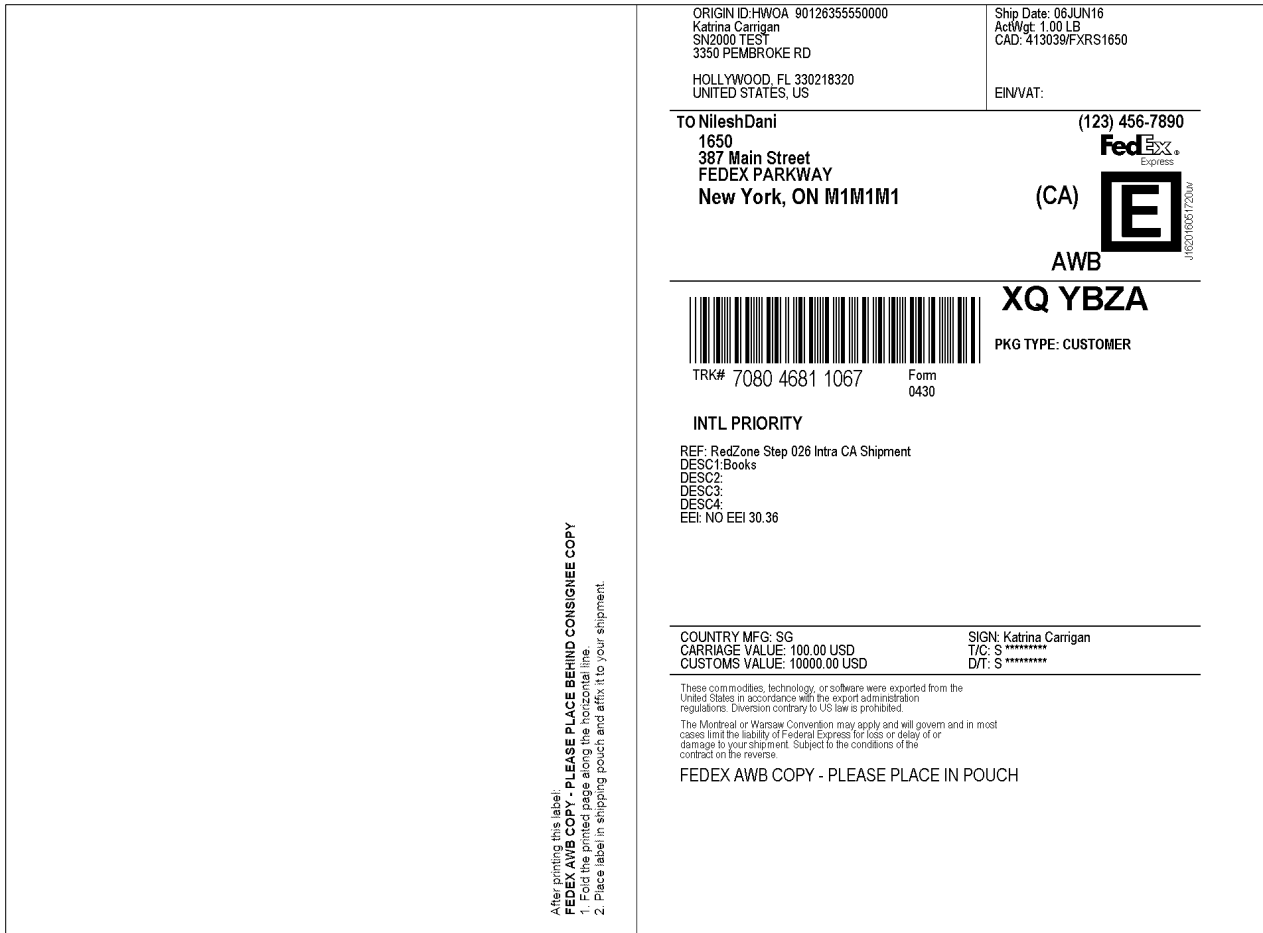 ORIGIN ID:HWOA 90126355550000
Katrina Carrigan
SN2000 TEST
3350 PEMBROKE RD
HOLLYWOOD, FL 330218320
UNITED STATES, US
Ship Date: 06JUN16
ActWgt: 1.00 LB
CAD: 413039/FXRS1650
EIN/VAT:
TO NileshDani
(123) 456-7890
1650
387 Main Street
FEDEX PARKWAY
New York, ON M1M1M1
FedEx®
Express
(CA)
E
AWB
J162016051720uv
XQ YBZA
PKG TYPE: CUSTOMER
TRK# 7080 4681 1067
Form
0430
INTL PRIORITY
REF: RedZone Step 026 Intra CA Shipment
DESC1:Books
DESC2:
DESC3:
DESC4:
EEI: NO EEI 30.36
COUNTRY MFG: SG
CARRIAGE VALUE: 100.00 USD
CUSTOMS VALUE: 10000.00 USD
SIGN: Katrina Carrigan
T/C: S *********
D/T: S *********
These commodities, technology, or software were exported from the
United States in accordance with the export administration
regulations. Diversion contrary to US law is prohibited.
The Montreal or Warsaw Convention may apply and will govern and in most
cases limit the liability of Federal Express for loss or delay of or
damage to your shipment. Subject to the conditions of the
contract on the reverse.
FEDEX AWB COPY - PLEASE PLACE IN POUCH
After printing this label:
FEDEX AWB COPY - PLEASE PLACE BEHIND CONSIGNEE COPY
1. Fold the printed page along the horizontal line.
2. Place label in shipping pouch and affix it to your shipment.